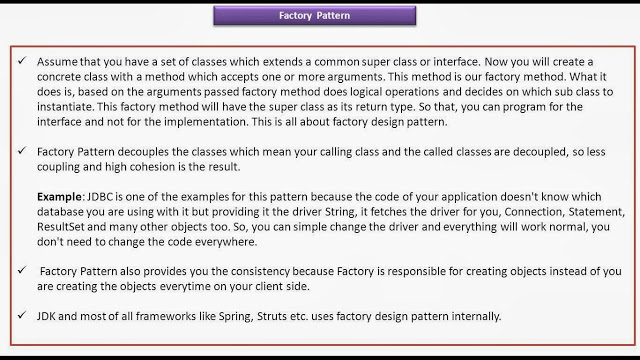 Factory Pattern
✓ Assume that you have a set of classes which extends a common super class or interface. Now you will create a
concrete class with a method which accepts one or more arguments. This method is our factory method. What it
does is, based on the arguments passed factory method does logical operations and decides on which sub class to
instantiate. This factory method will have the super class as its return type. So that, you can program for the
interface and not for the implementation. This is all about factory design pattern.
✓ Factory Pattern decouples the classes which mean your calling class and the called classes are decoupled, so less
coupling and high cohesion is the result.
Example: JDBC is one of the examples for this pattern because the code of your application doesn't know which
database you are using with it but providing it the driver String, it fetches the driver for you, Connection, Statement,
ResultSet and many other objects too. So, you can simple change the driver and everything will work normal, you
don't need to change the code everywhere.
✓ Factory Pattern also provides you the consistency because Factory is responsible for creating objects instead of you
are creating the objects everytime on your client side.
✓ JDK and most of all frameworks like Spring, Struts etc. uses factory design pattern internally.